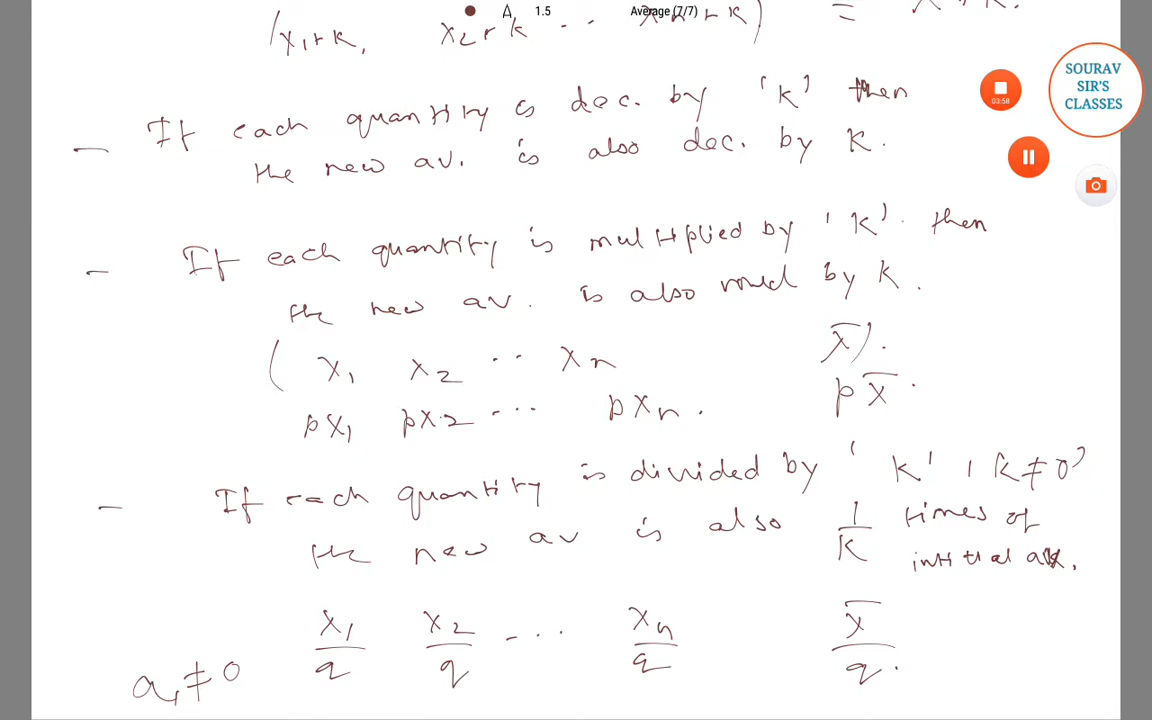 A 1.5 Average (7/7)
(x1+k, x2+k .. xn+k) =
SOURAV
SIR'S
CLASSES
03:58
- If each quantity is dec. by 'k' then
the new av. is also dec. by k.
- If each quantity is multiplied by 'k'. then
the new av. is also mul by k.
( x1 x2 .. xn x̄).
px1 px2 ... pxn. px̄.
- If each quantity is divided by 'k' , k≠0
the new av is also 1/k times of
initial
x1/q x2/q -... xn/q x̄/q.
q, ≠0